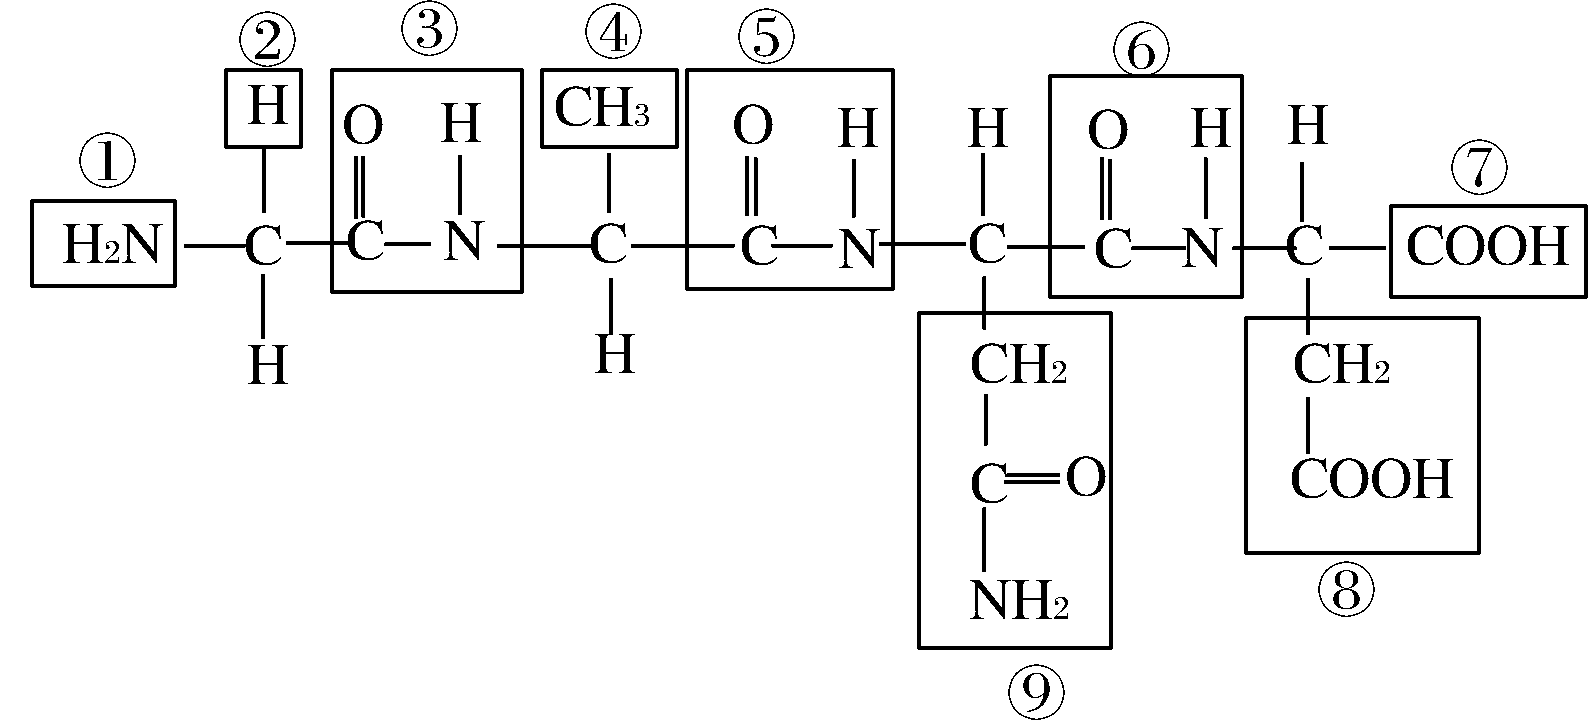 ② ③ ④ ⑤ ⑥
H O H CH₃ O H H O H H
① ⑦
H₂N C C N C C N C C N C COOH
H H CH₂ CH₂
C O COOH
NH₂ ⑧
⑨